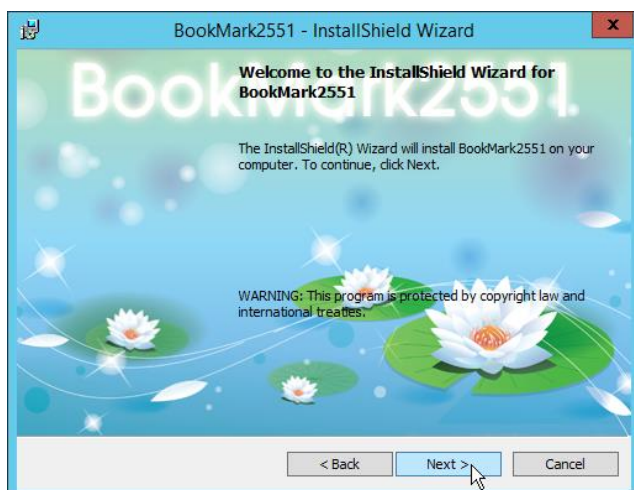 BookMark2551 - InstallShield Wizard
x
BookMark2551
Welcome to the InstallShield Wizard for
BookMark2551
The InstallShield(R) Wizard will install BookMark2551 on your
computer. To continue, click Next.
WARNING: This program is protected by copyright law and
international treaties.
< Back
Next >
Cancel